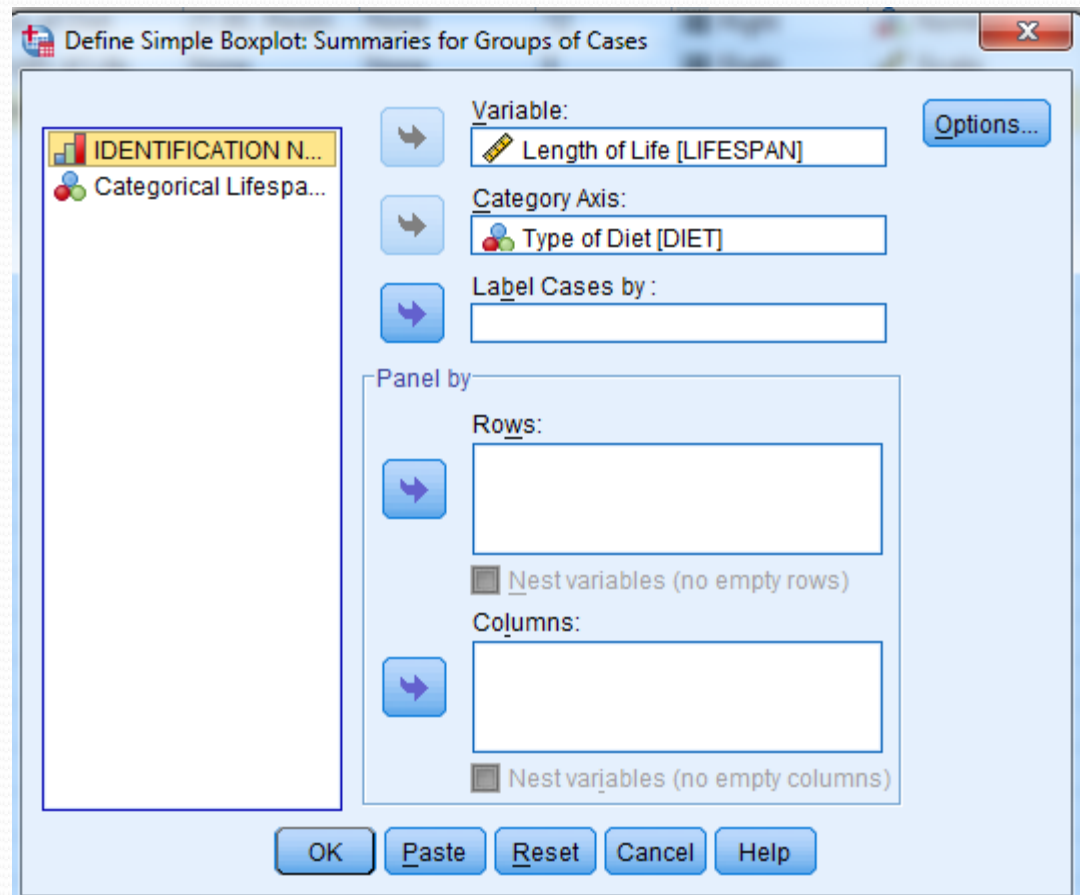 Define Simple Boxplot: Summaries for Groups of Cases
IDENTIFICATION N...
Categorical Lifespa...
Variable:
Length of Life [LIFESPAN]
Category Axis:
Type of Diet [DIET]
Label Cases by :
Options...
Panel by
Rows:
Nest variables (no empty rows)
Columns:
Nest variables (no empty columns)
OK Paste Reset Cancel Help